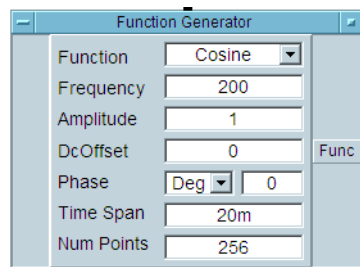 Function Generator
Function Cosine
Frequency 200
Amplitude 1
DcOffset 0 Func
Phase Deg 0
Time Span 20m
Num Points 256